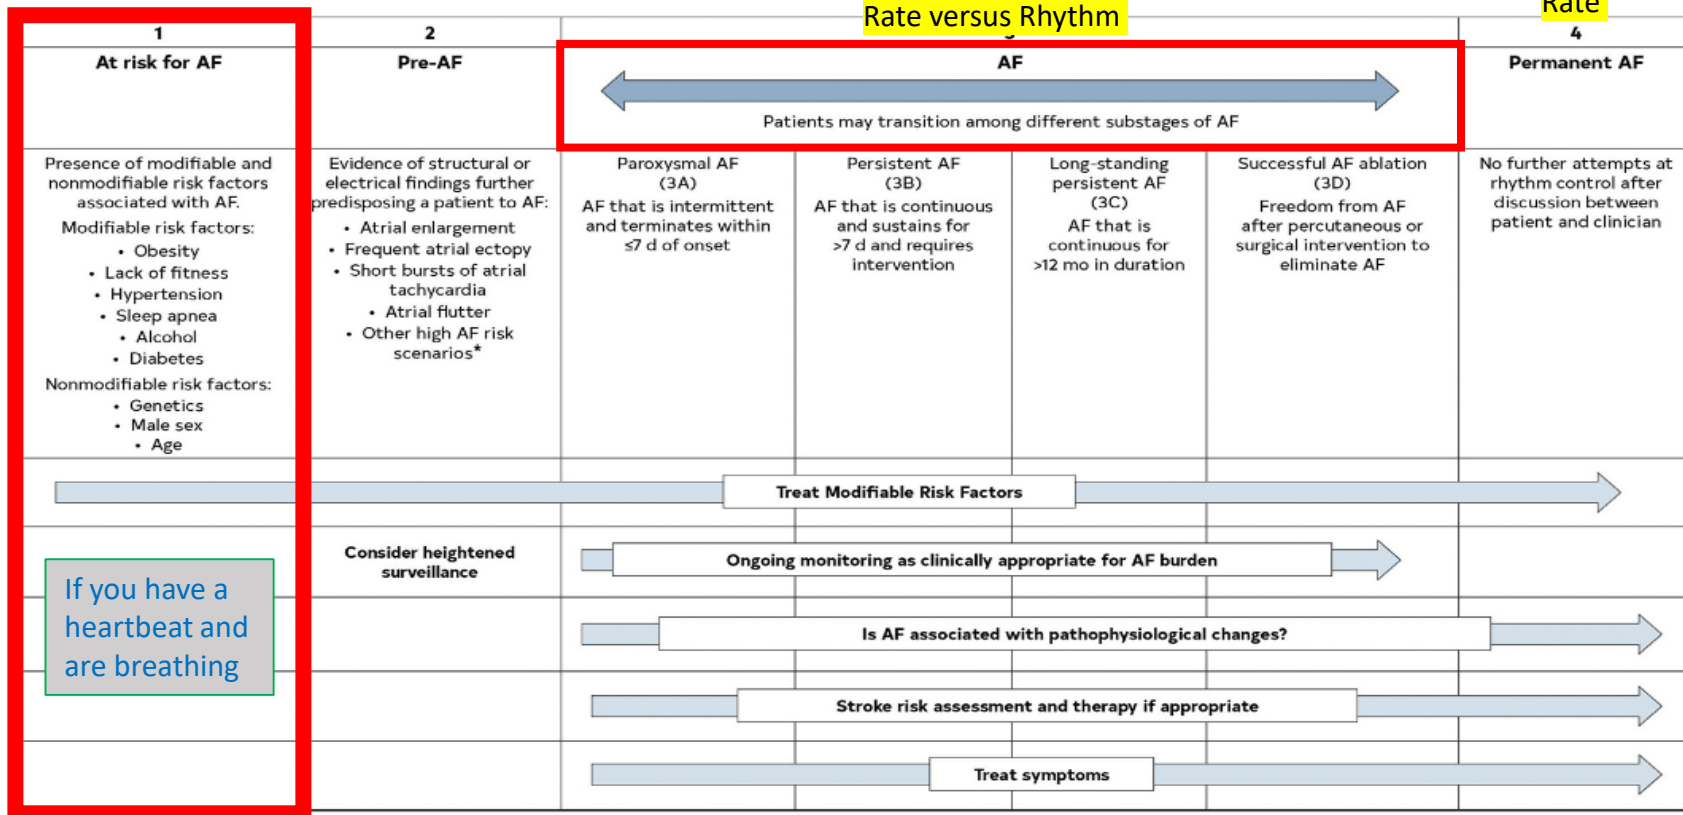 Rate versus Rhythm
Rate
1
2
4
At risk for AF
Pre-AF
AF
Permanent AF
Patients may transition among different substages of AF
Presence of modifiable and
nonmodifiable risk factors
associated with AF.
Modifiable risk factors:
• Obesity
• Lack of fitness
• Hypertension
• Sleep apnea
• Alcohol
• Diabetes
Nonmodifiable risk factors:
• Genetics
• Male sex
• Age
Evidence of structural or
electrical findings further
predisposing a patient to AF:
• Atrial enlargement
• Frequent atrial ectopy
• Short bursts of atrial
tachycardia
• Atrial flutter
• Other high AF risk
scenarios*
Paroxysmal AF
(3A)
AF that is intermittent
and terminates within
≤7 d of onset
Persistent AF
(3B)
AF that is continuous
and sustains for
>7 d and requires
intervention
Long-standing
persistent AF
(3C)
AF that is
continuous for
>12 mo in duration
Successful AF ablation
(3D)
Freedom from AF
after percutaneous or
surgical intervention to
eliminate AF
No further attempts at
rhythm control after
discussion between
patient and clinician
Treat Modifiable Risk Factors
Consider heightened
surveillance
Ongoing monitoring as clinically appropriate for AF burden
If you have a
heartbeat and
are breathing
Is AF associated with pathophysiological changes?
Stroke risk assessment and therapy if appropriate
Treat symptoms